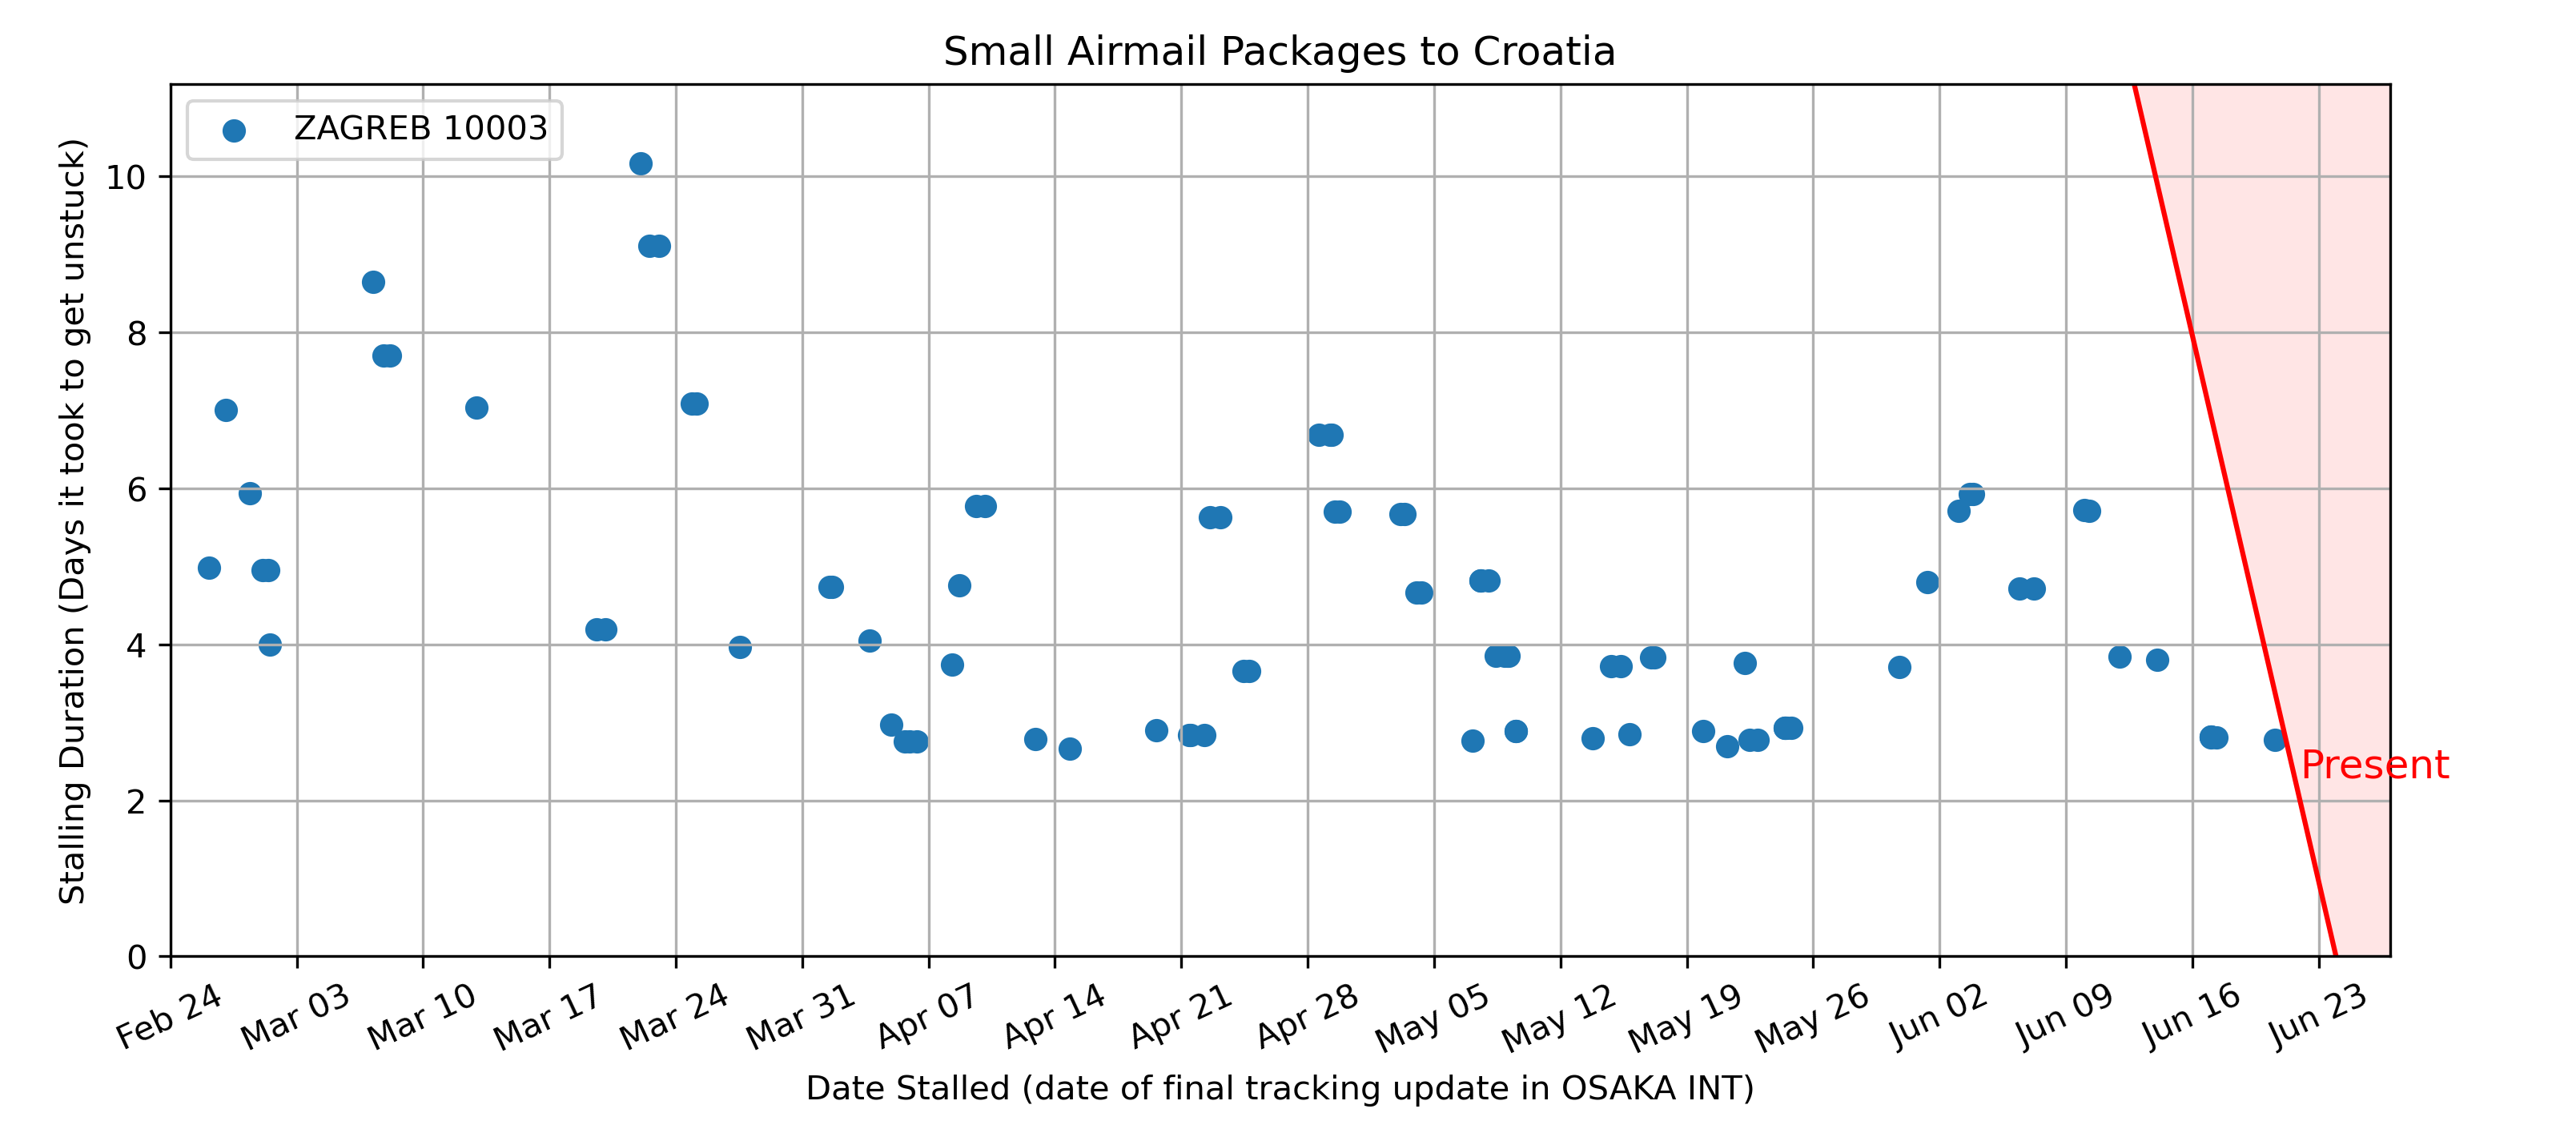 Small Airmail Packages to Croatia
ZAGREB 10003
Stalling Duration (Days it took to get unstuck)
10
8
6
4
2
0
Present
Feb 24
Mar 03
Mar 10
Mar 17
Mar 24
Mar 31
Apr 07
Apr 14
Apr 21
Apr 28
May 05
May 12
May 19
May 26
Jun 02
Jun 09
Jun 16
Jun 23
Date Stalled (date of final tracking update in OSAKA INT)